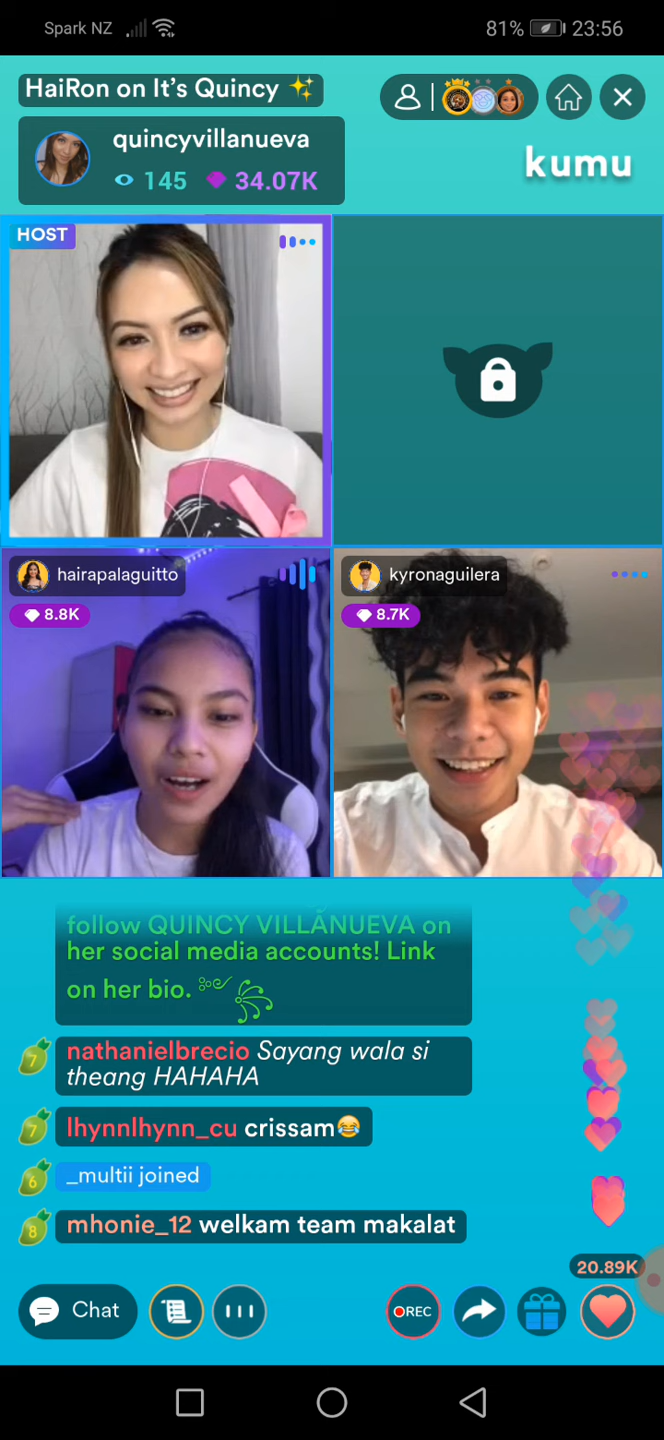 Spark NZ
81% 23:56
HaiRon on It's Quincy ✨
quincyvillanueva
145 34.07K
kumu
HOST
hairapalaguitto
8.8K
kyronaguilera
8.7K
follow QUINCY VILLANUEVA on
her social media accounts! Link
on her bio.
7 nathanielbrecio Sayang wala si
theang HAHAHA
7 lhynnlhynn_cu crissam😂
6 _multii joined
8 mhonie_12 welkam team makalat
20.89K
Chat
REC